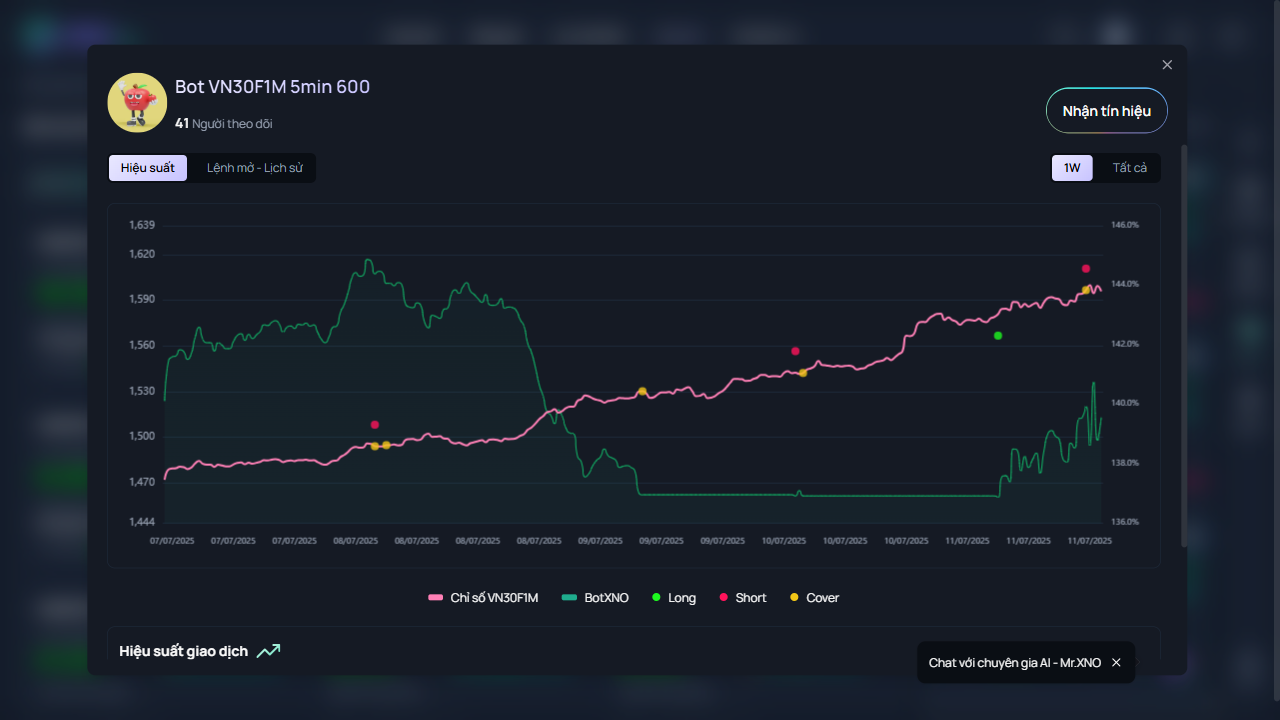 Bot VN30F1M 5min 600
41 Người theo dõi
Nhận tín hiệu
Hiệu suất
Lệnh mở - Lịch sử
1W
Tất cả
1,639
1,620
1,590
1,560
1,530
1,500
1,470
1,444
146.0%
144.0%
142.0%
140.0%
138.0%
136.0%
07/07/2025 07/07/2025 07/07/2025 08/07/2025 08/07/2025 08/07/2025 08/07/2025 09/07/2025 09/07/2025 09/07/2025 10/07/2025 10/07/2025 10/07/2025 11/07/2025 11/07/2025 11/07/2025
Chỉ số VN30F1M BotXNO Long Short Cover
Hiệu suất giao dịch
Chat với chuyên gia AI - Mr.XNO